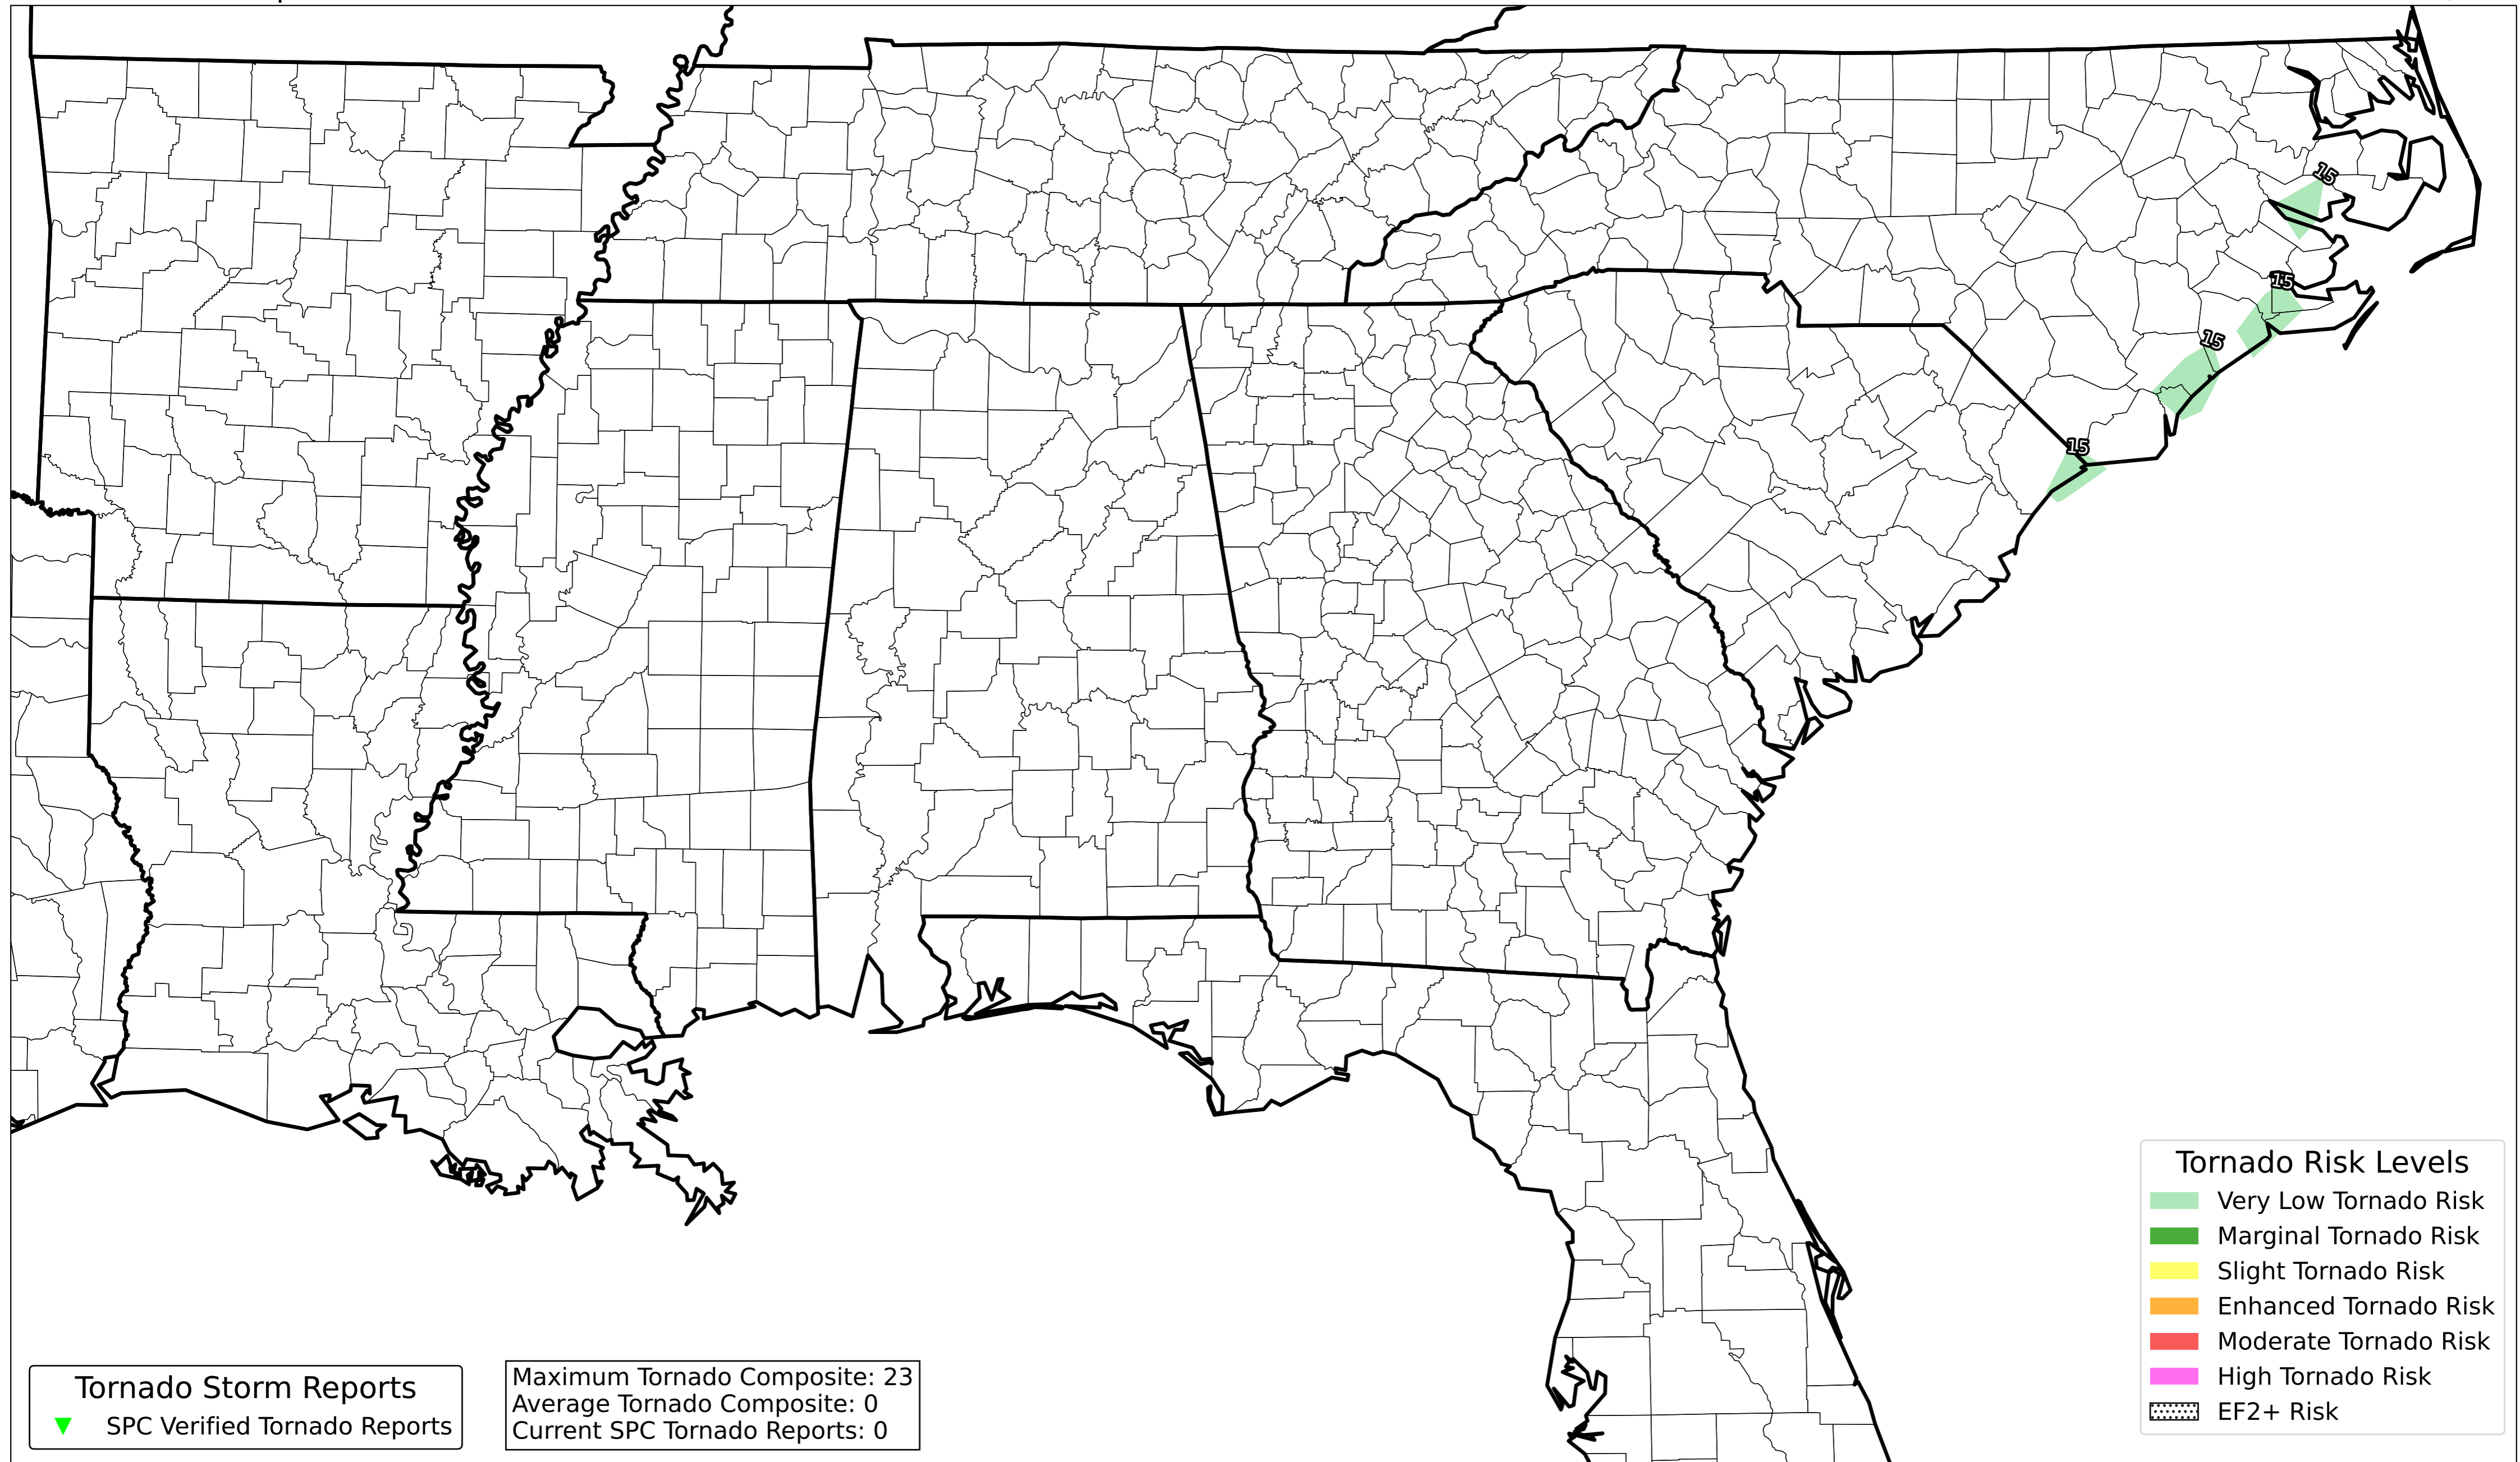 15
15
15
15
Tornado Risk Levels
Very Low Tornado Risk
Marginal Tornado Risk
Slight Tornado Risk
Enhanced Tornado Risk
Moderate Tornado Risk
High Tornado Risk
EF2+ Risk
Tornado Storm Reports
SPC Verified Tornado Reports
Maximum Tornado Composite: 23
Average Tornado Composite: 0
Current SPC Tornado Reports: 0